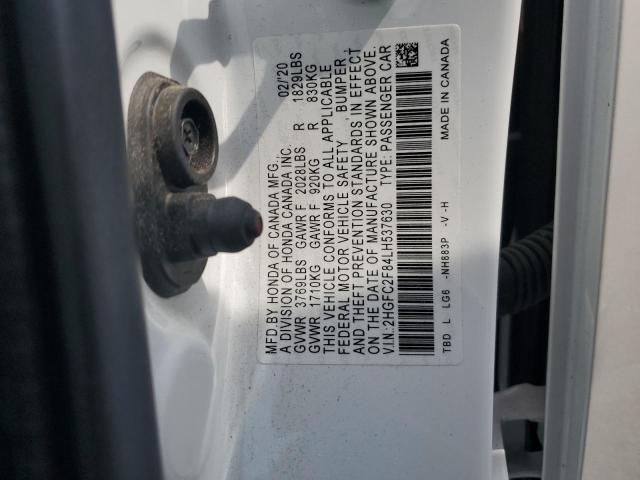 MFD.BY HONDA OF CANADA MFG., 02/'20
A DIVISION OF HONDA CANADA INC.
GVWR 3769LBS GAWR F 2028LBS R 1829LBS
GVWR 1710KG GAWR F 920KG R 830KG
THIS VEHICLE CONFORMS TO ALL APPLICABLE
FEDERAL MOTOR VEHICLE SAFETY, BUMPER,
AND THEFT PREVENTION STANDARDS IN EFFECT
ON THE DATE OF MANUFACTURE SHOWN ABOVE.
V.I.N.:2HGFC2F84LH537630 TYPE: PASSENGER CAR
TBD L LG6 -NH883P -V -H MADE IN CANADA